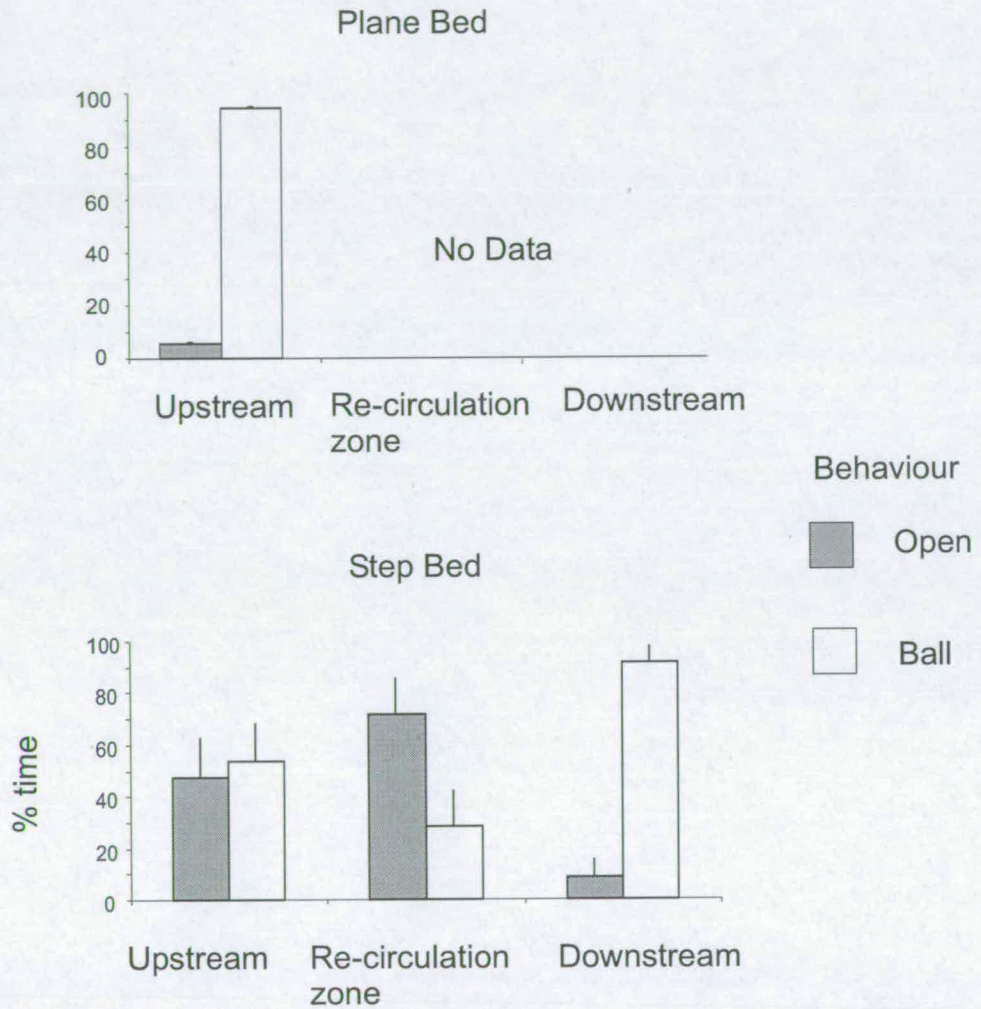 Plane Bed
100
80
60
40
20
0
No Data
Upstream
Re-circulation
zone
Downstream
Behaviour
Open
Ball
Step Bed
% time
100
80
60
40
20
0
Upstream
Re-circulation
zone
Downstream